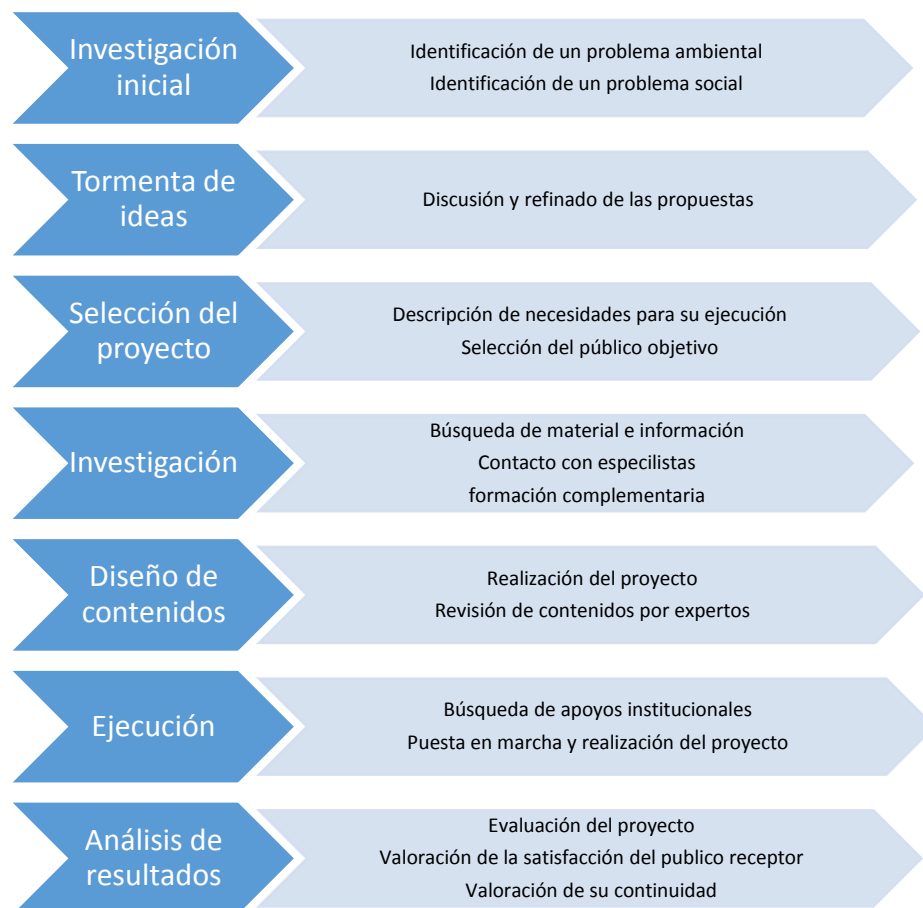 Investigación
inicial
Identificación de un problema ambiental
Identificación de un problema social
Tormenta de
ideas
Discusión y refinado de las propuestas
Selección del
proyecto
Descripción de necesidades para su ejecución
Selección del público objetivo
Investigación
Búsqueda de material e información
Contacto con especilistas
formación complementaria
Diseño de
contenidos
Realización del proyecto
Revisión de contenidos por expertos
Ejecución
Búsqueda de apoyos institucionales
Puesta en marcha y realización del proyecto
Análisis de
resultados
Evaluación del proyecto
Valoración de la satisfacción del publico receptor
Valoración de su continuidad